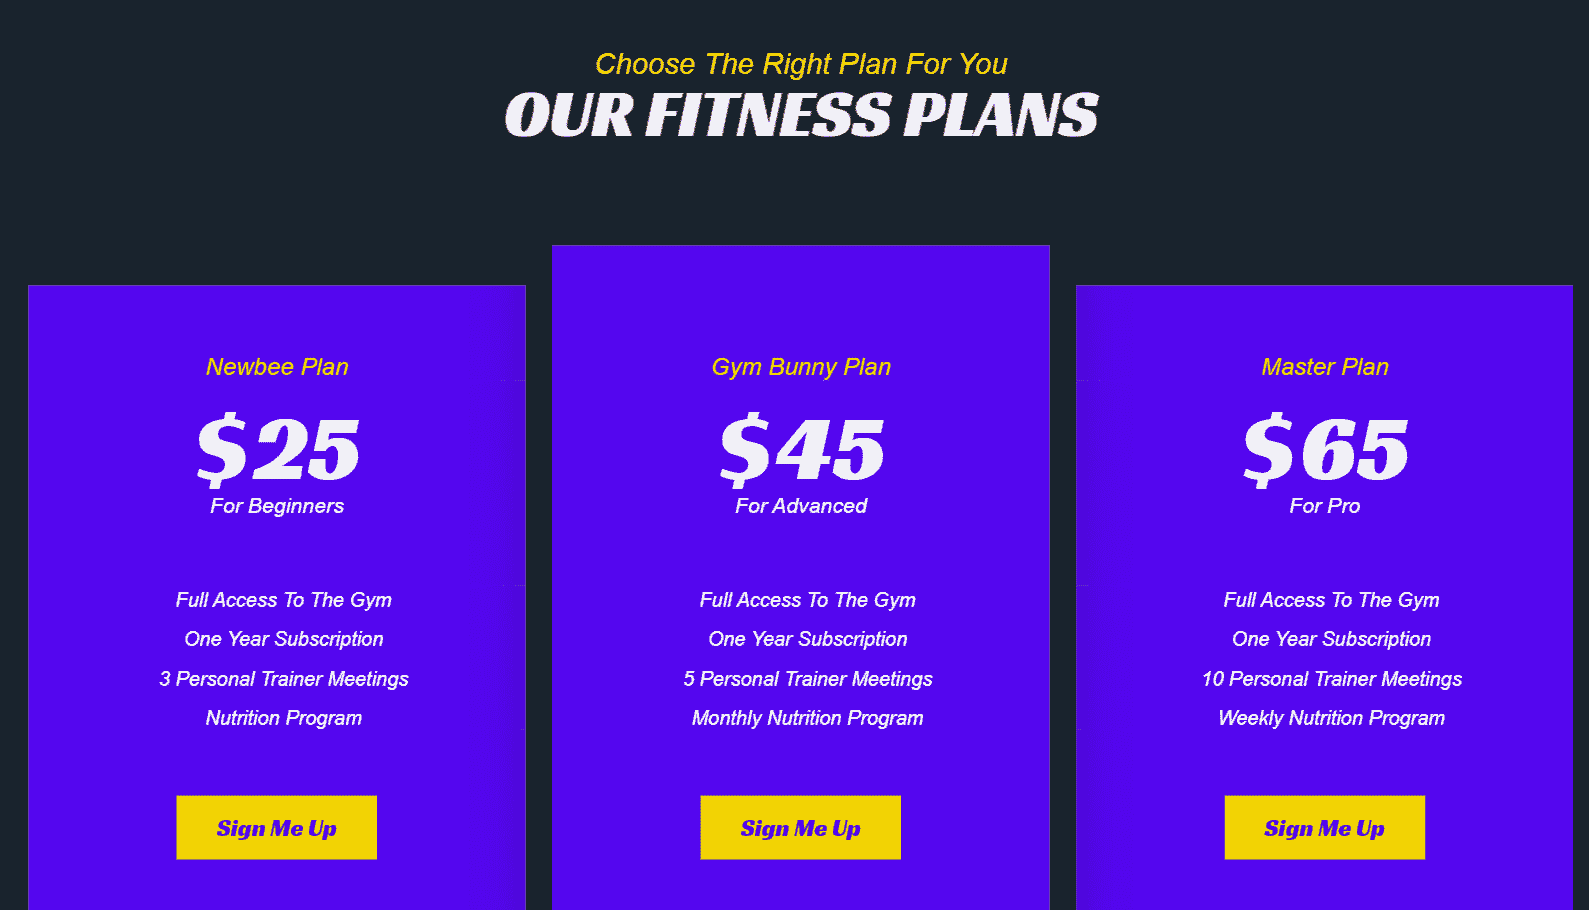 Choose The Right Plan For You
OUR FITNESS PLANS
Newbee Plan
$25
For Beginners
Full Access To The Gym
One Year Subscription
3 Personal Trainer Meetings
Nutrition Program
Sign Me Up
Gym Bunny Plan
$45
For Advanced
Full Access To The Gym
One Year Subscription
5 Personal Trainer Meetings
Monthly Nutrition Program
Sign Me Up
Master Plan
$65
For Pro
Full Access To The Gym
One Year Subscription
10 Personal Trainer Meetings
Weekly Nutrition Program
Sign Me Up